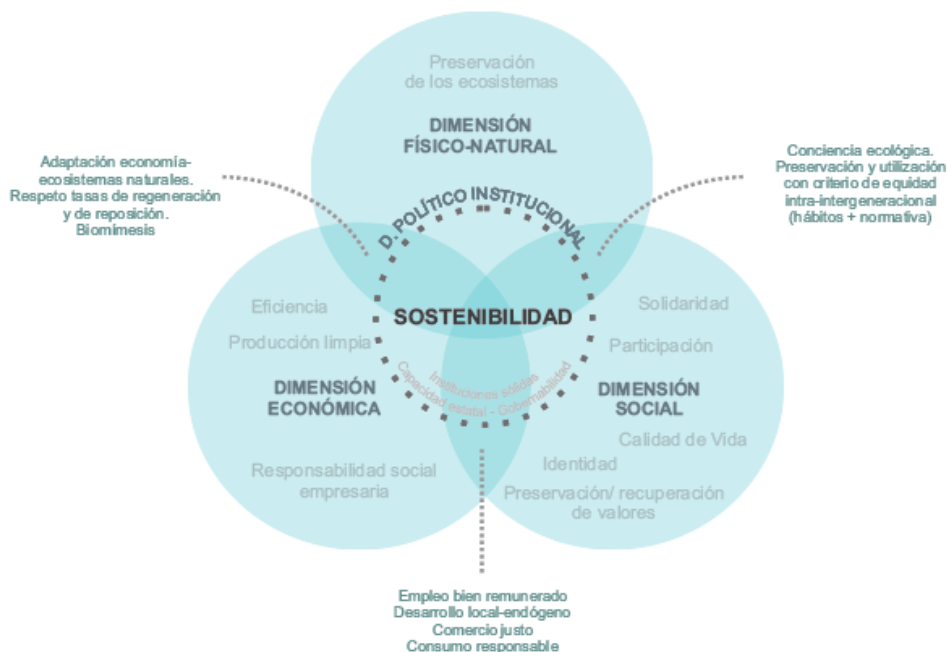 Preservación
de los ecosistemas
DIMENSIÓN
FÍSICO-NATURAL
Adaptación economía-
ecosistemas naturales.
Respeto tasas de regeneración
y de reposición.
Biomímesis
Conciencia ecológica.
Preservación y utilización
con criterio de equidad
intra-intergeneracional
(hábitos + normativa)
D. POLÍTICO INSTITUCIONAL
SOSTENIBILIDAD
Instituciones sólidas
Capacidad estatal - Gobernabilidad
Eficiencia
Producción limpia
DIMENSIÓN
ECONÓMICA
Responsabilidad social
empresaria
Solidaridad
Participación
DIMENSIÓN
SOCIAL
Calidad de Vida
Identidad
Preservación/ recuperación
de valores
Empleo bien remunerado
Desarrollo local-endógeno
Comercio justo
Consumo responsable